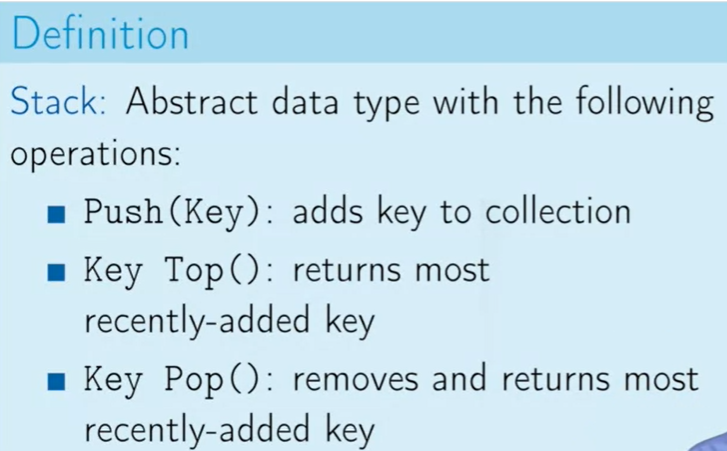 Definition
Stack: Abstract data type with the following
operations:
■ Push(Key): adds key to collection
■ Key Top(): returns most
recently-added key
■ Key Pop(): removes and returns most
recently-added key